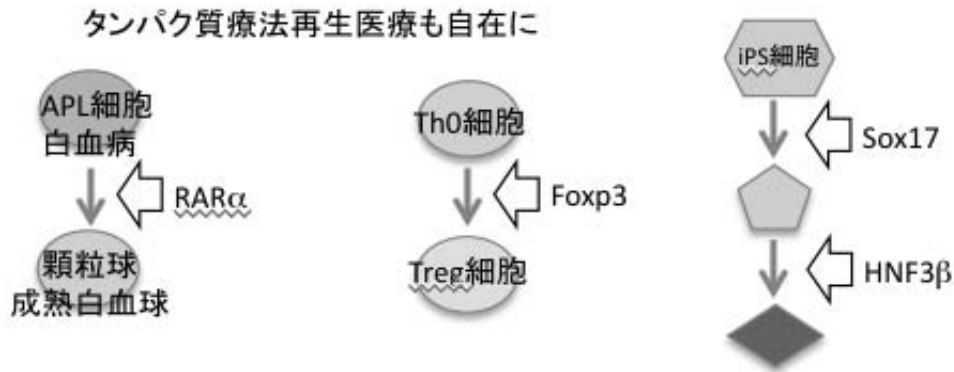 タンパク質療法再生医療も自在に
APL細胞
白血病
RARα
顆粒球
成熟白血球
Th0細胞
Foxp3
Treg細胞
iPS細胞
Sox17
HNF3β